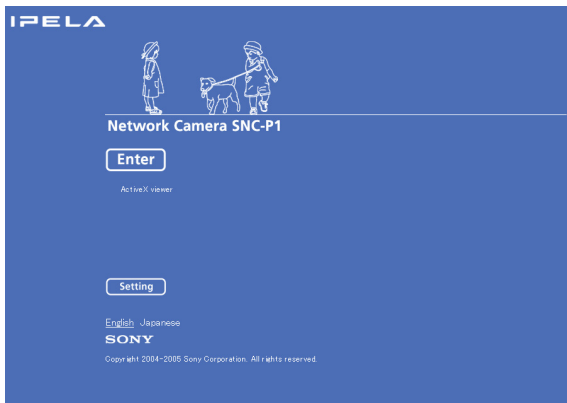 IPELA
Network Camera SNC-P1
Enter
ActiveX viewer
Setting
English Japanese
SONY
Copyright 2004-2005 Sony Corporation. All rights reserved.